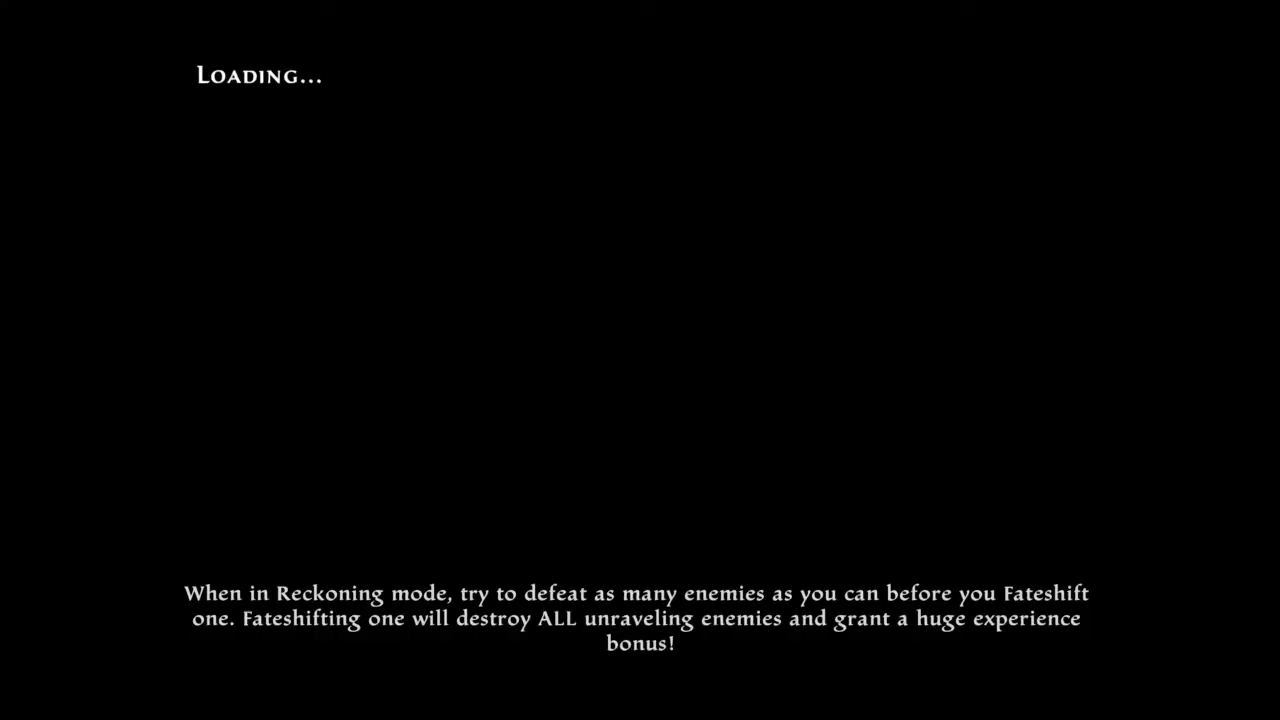 Loading...
When in Reckoning mode, try to defeat as many enemies as you can before you Fateshift
one. Fateshifting one will destroy ALL unraveling enemies and grant a huge experience
bonus!